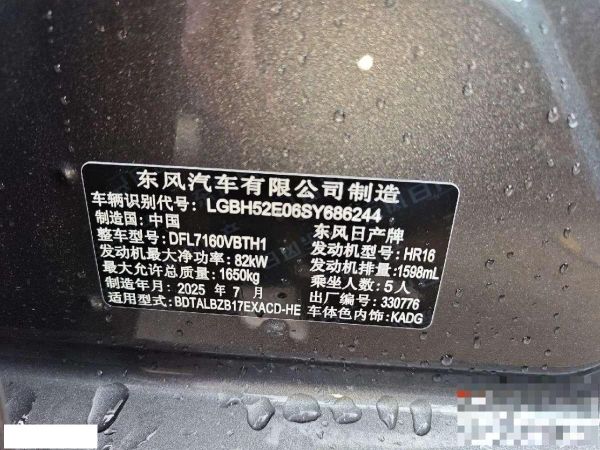 东风汽车有限公司制造
车辆识别代号: LGBH52E06SY686244
制造国: 中国 东风日产牌
整车型号: DFL7160VBTH1 发动机型号: HR16
发动机最大净功率: 82kW 发动机排量: 1598mL
最大允许总质量: 1650kg 乘坐人数: 5人
制造年月: 2025 年 7 月 出厂编号: 330776
适用型式: BDTALBZB17EXACD-HE 车体色内饰: KADG